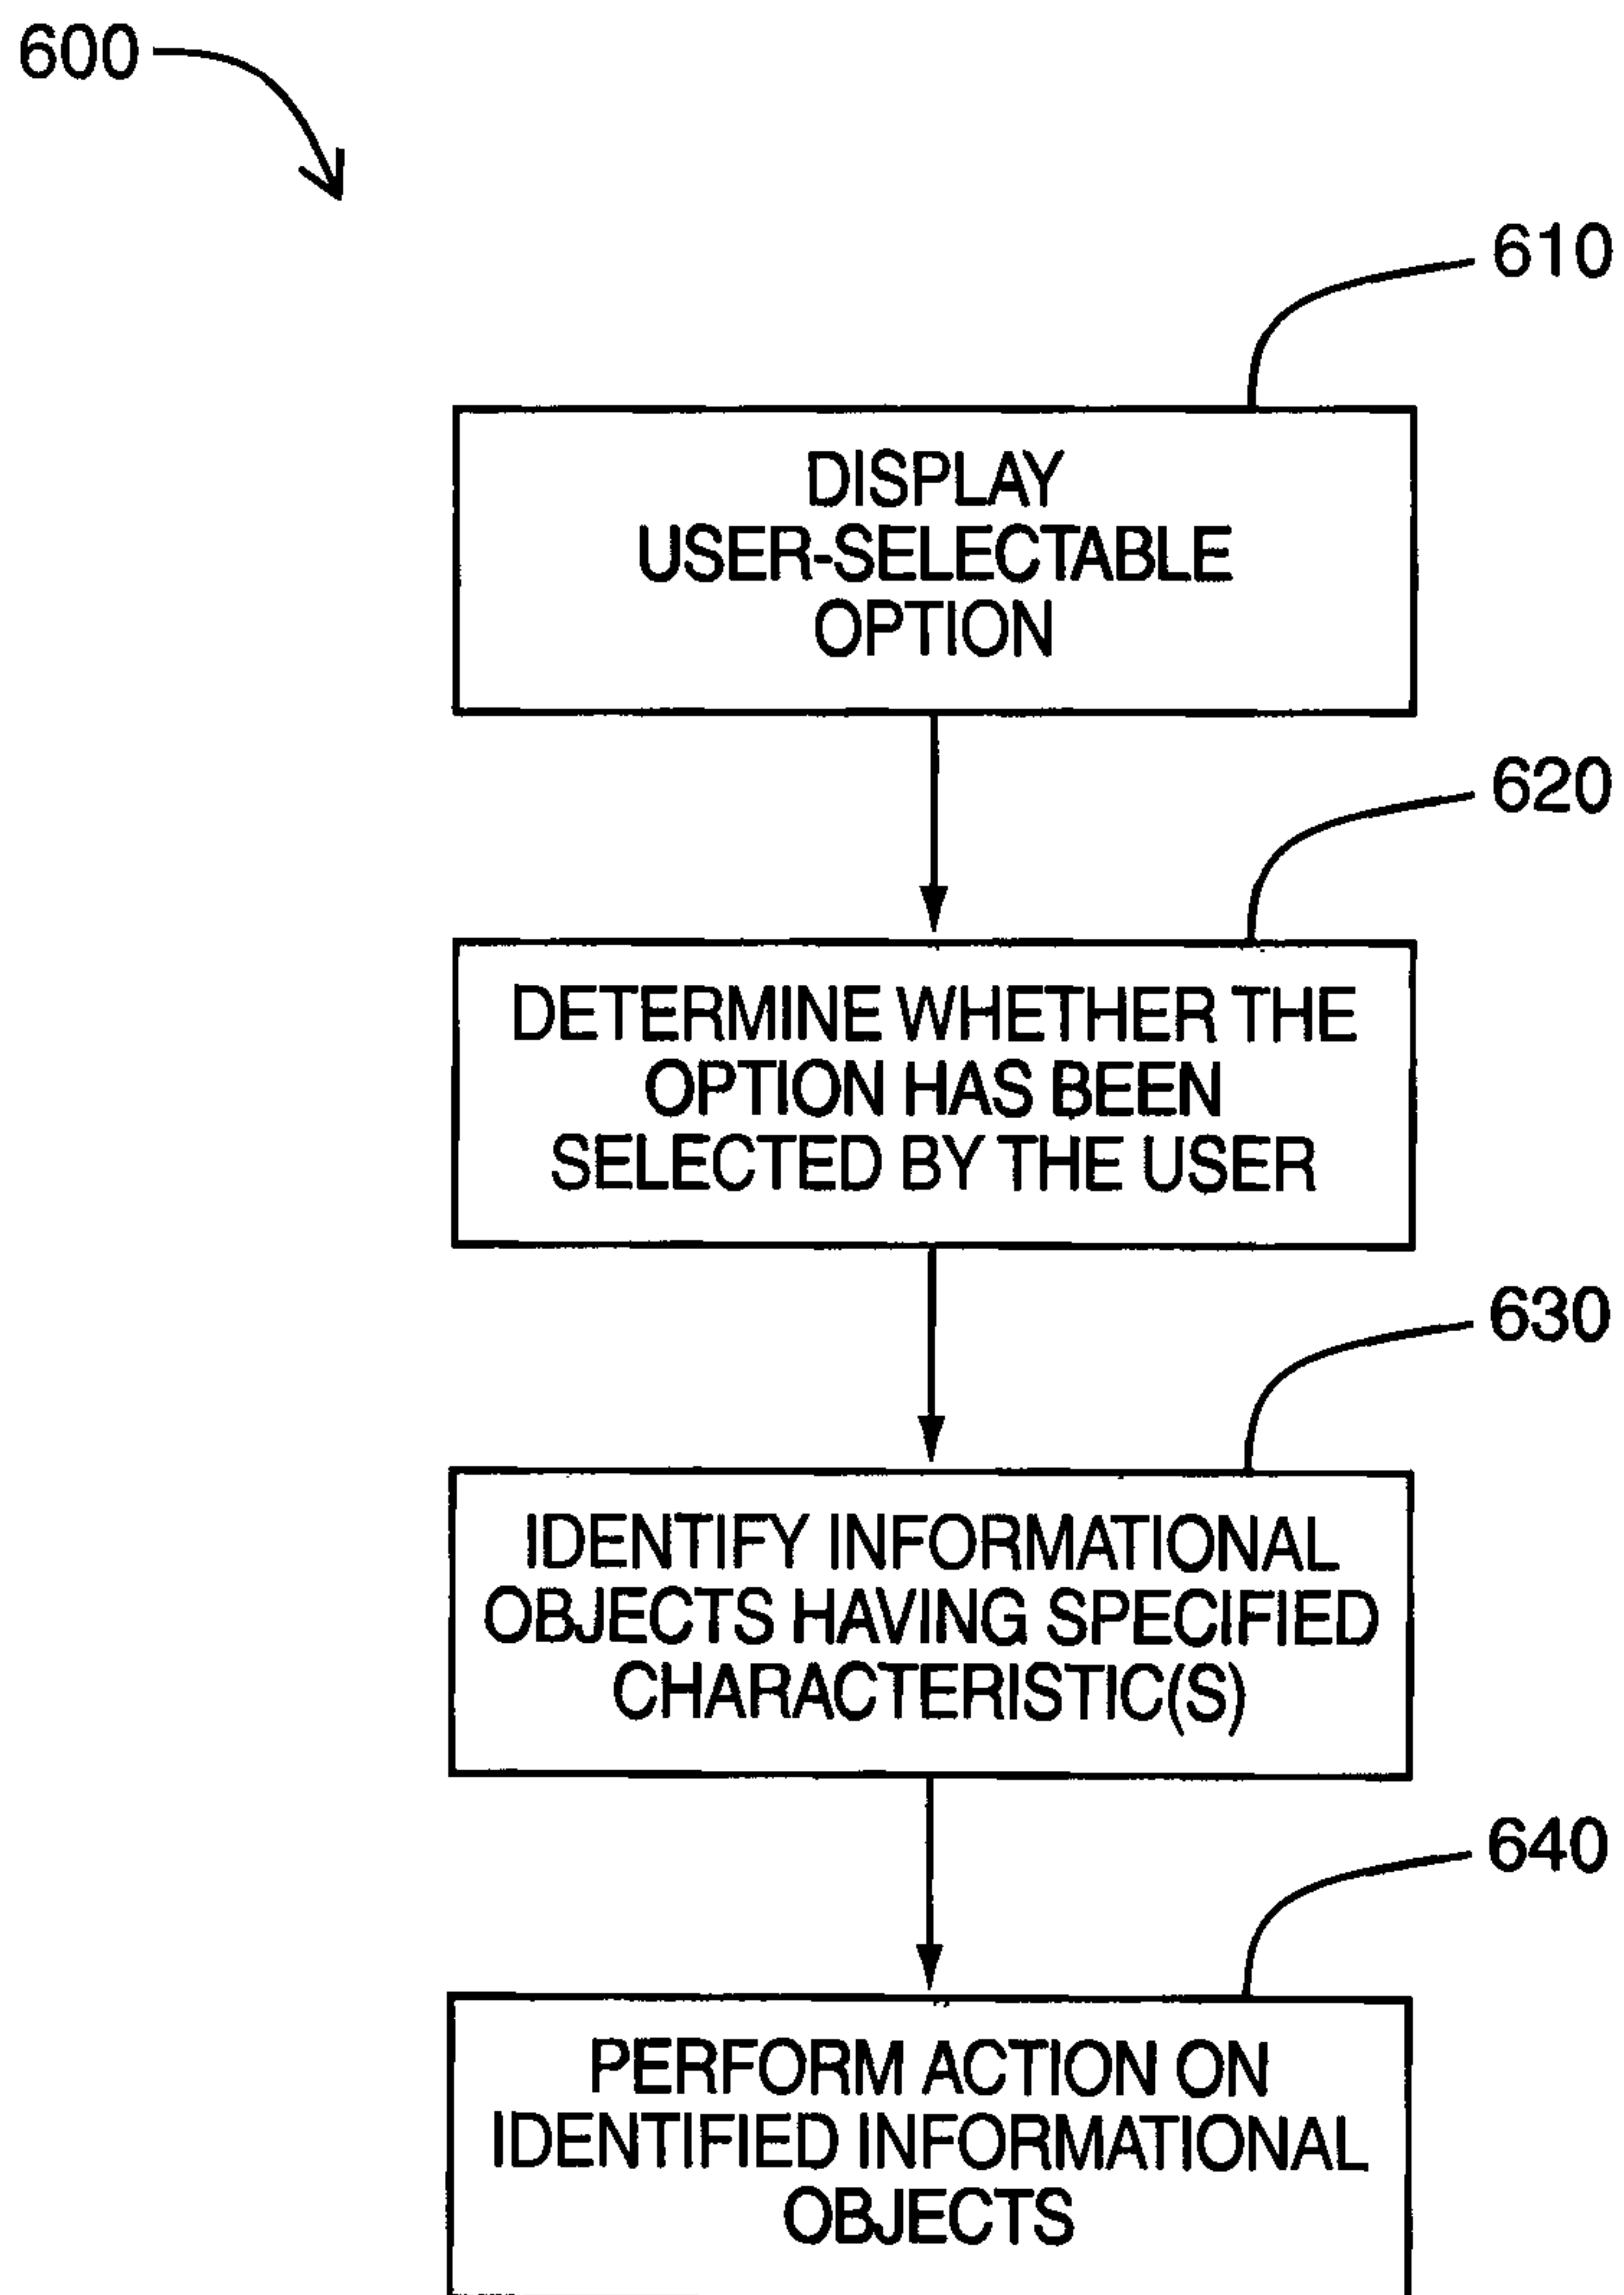 600
610
DISPLAY
USER-SELECTABLE
OPTION
620
DETERMINE WHETHER THE
OPTION HAS BEEN
SELECTED BY THE USER
630
IDENTIFY INFORMATIONAL
OBJECTS HAVING SPECIFIED
CHARACTERISTIC(S)
640
PERFORM ACTION ON
IDENTIFIED INFORMATIONAL
OBJECTS